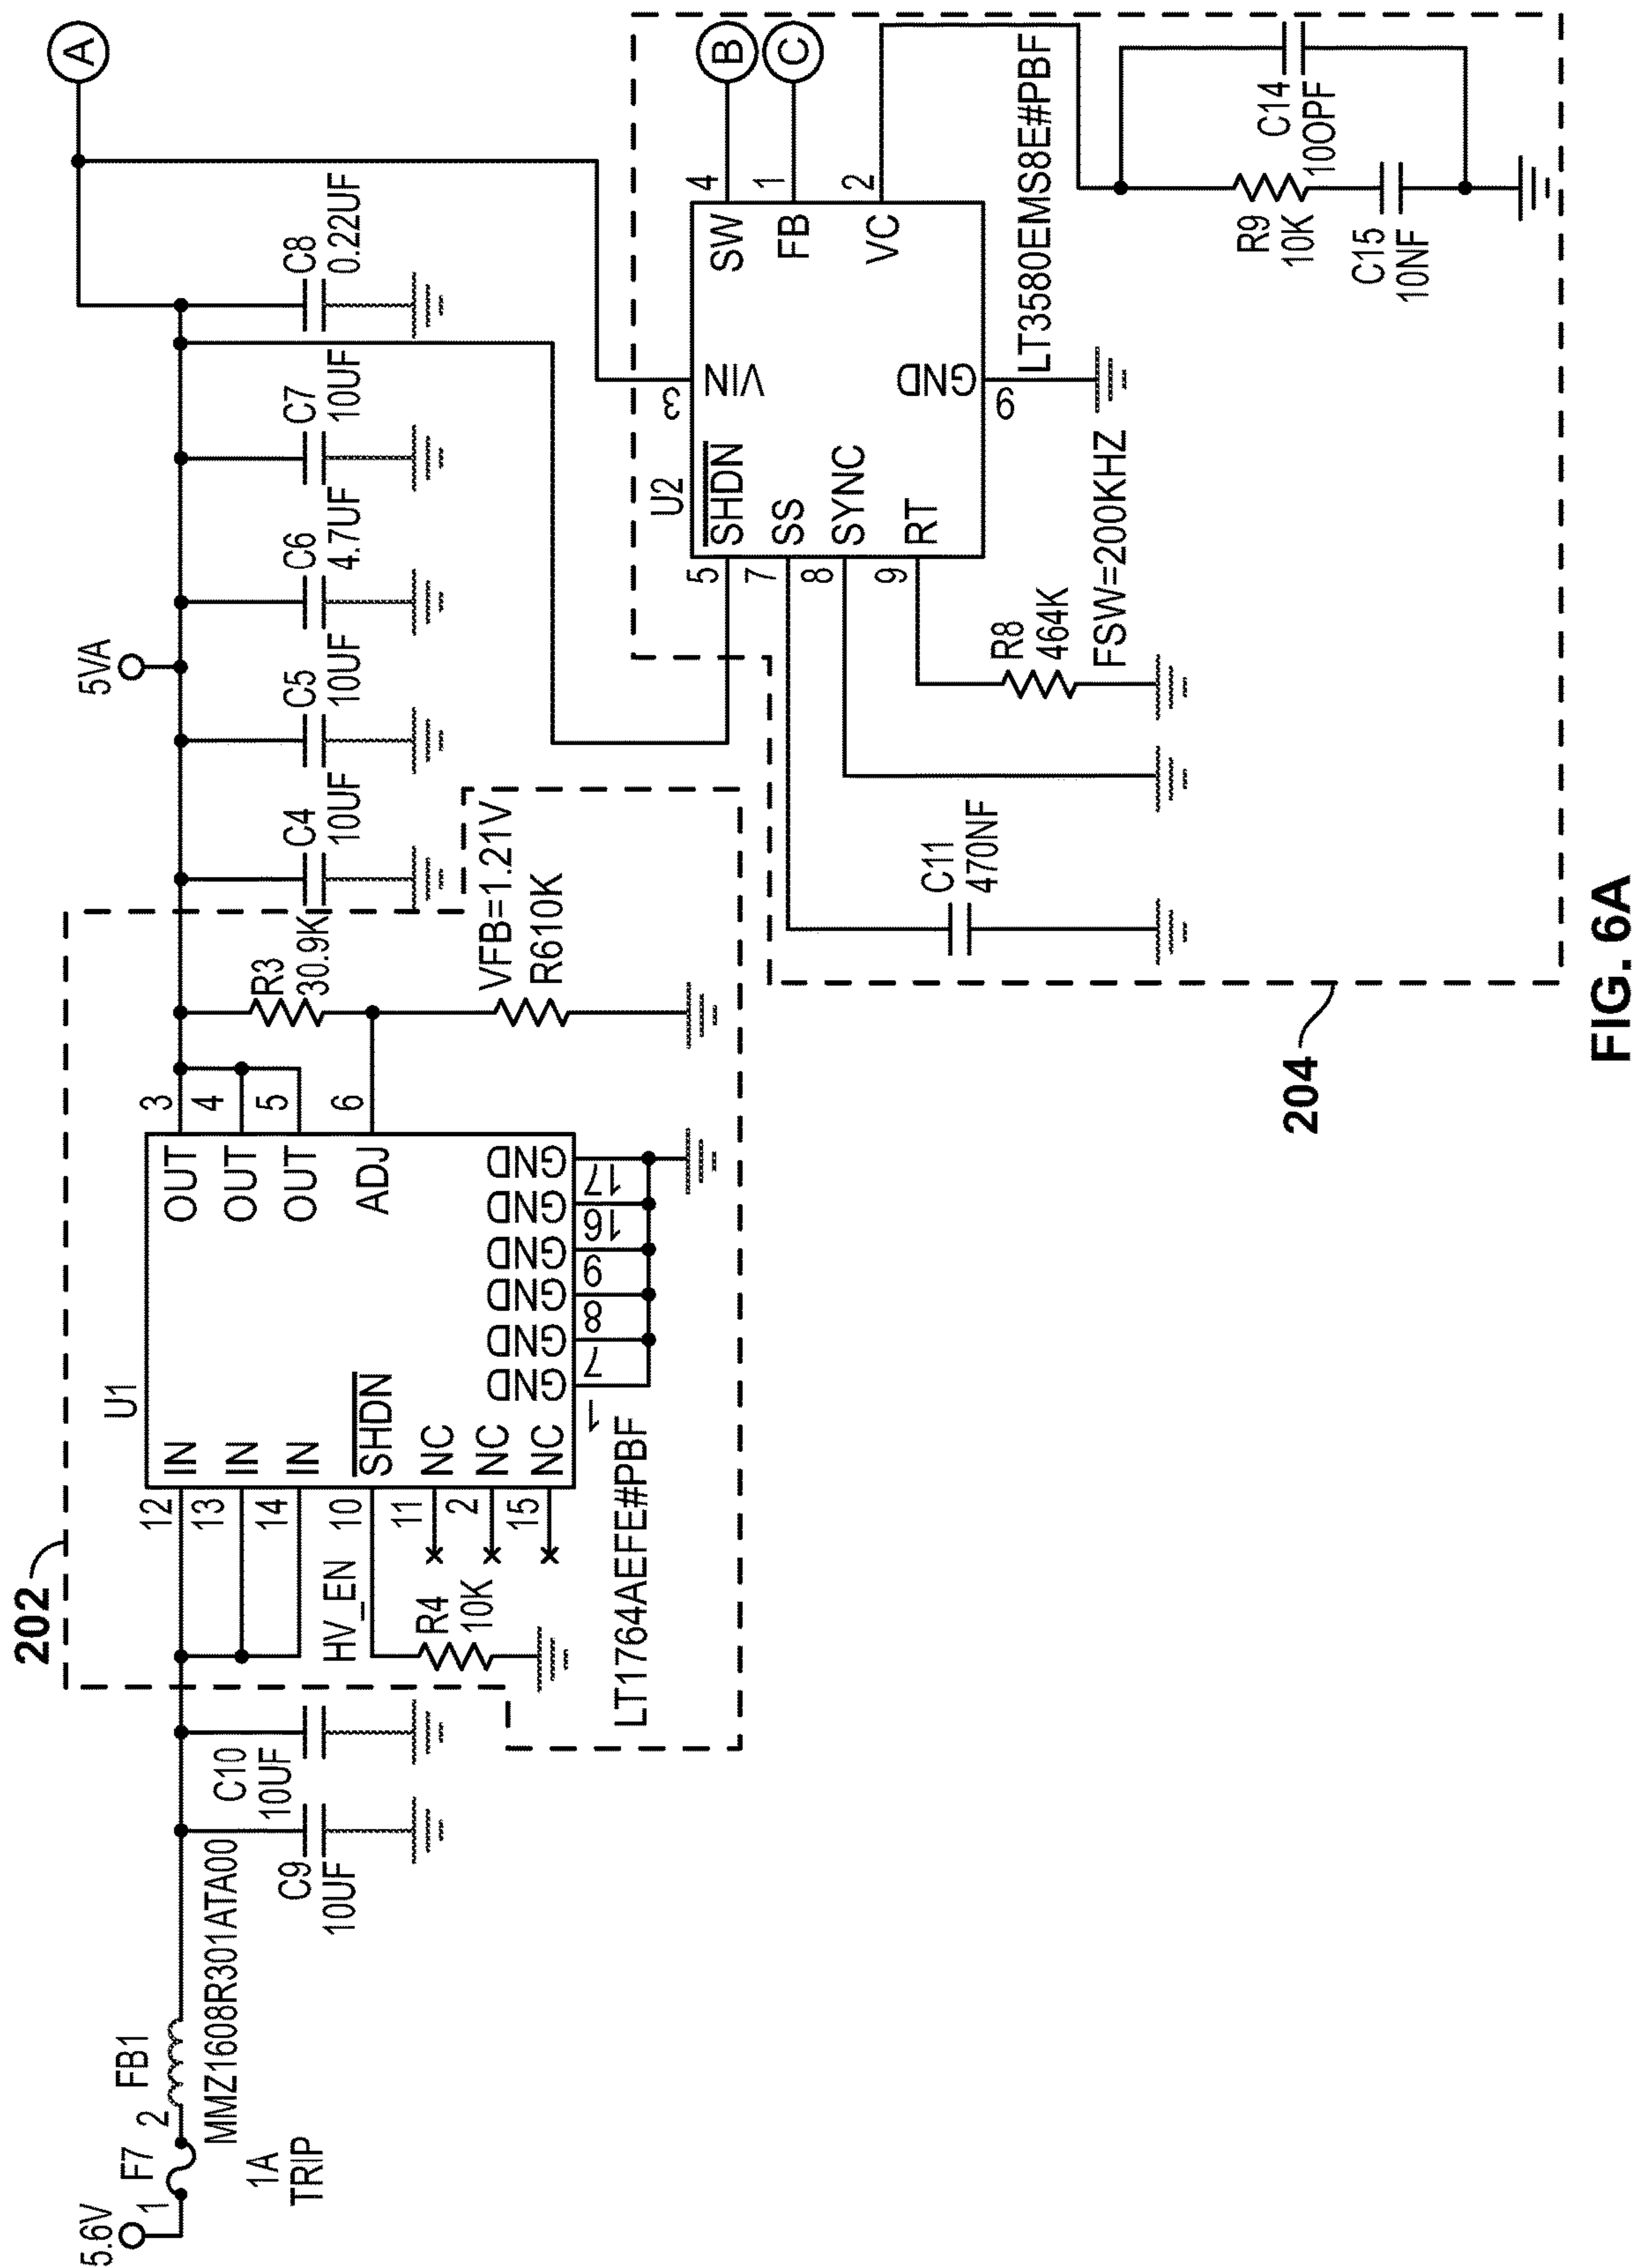 202
5.6V
F7
1
2
FB1
MMZ1608R301ATA00
1A
TRIP
C9
10UF
C10
10UF
U1
12
13
14
10
11
2
15
HV_EN
R4
10K
IN
IN
IN
SHDN
NC
NC
NC
OUT
OUT
OUT
ADJ
3
4
5
6
GND
GND
GND
GND
GND
GND
1
7
8
9
16
17
LT1764AEFE#PBF
R3
30.9K
VFB=1.21V
R610K
C4
10UF
C5
10UF
5VA
C6
4.7UF
C7
10UF
C8
0.22UF
A
U2
5
7
8
9
SHDN
SS
SYNC
RT
3
VIN
GND
9
SW
FB
VC
4
1
2
B
C
LT3580EMS8E#PBF
C11
470NF
R8
464K
FSW=200KHZ
R9
10K
C15
10NF
C14
100PF
204
FIG. 6A